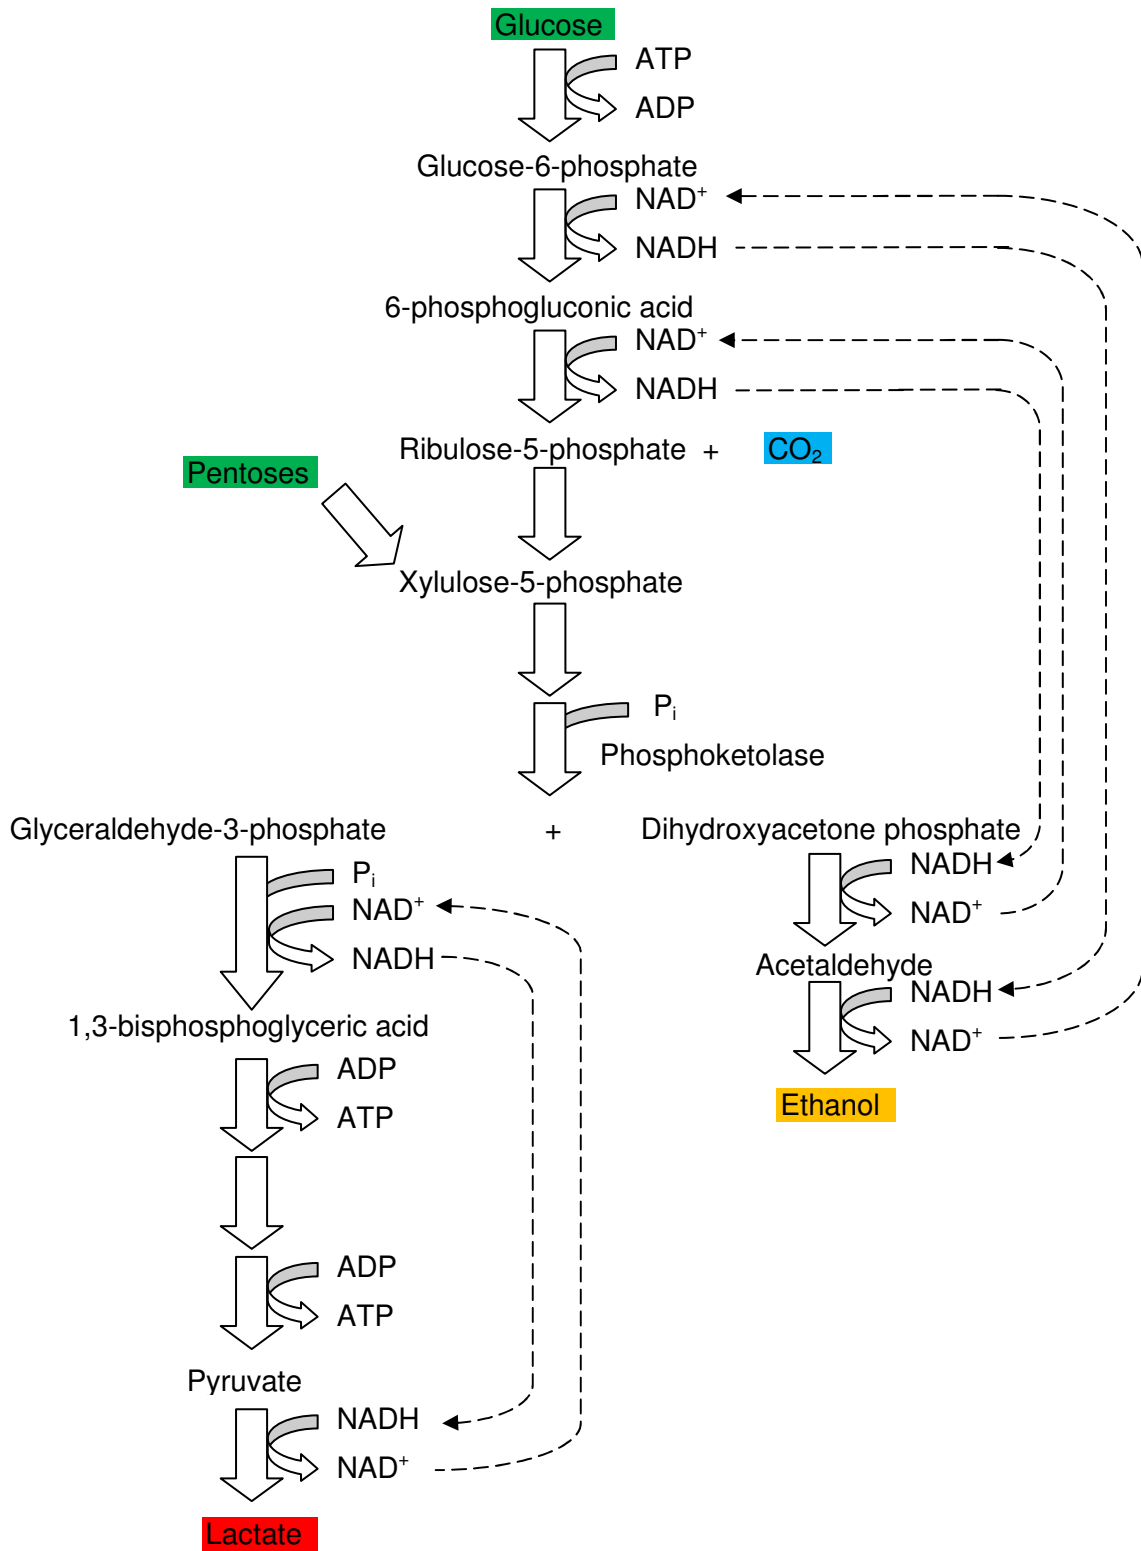 Glucose
ATP
ADP
Glucose-6-phosphate
NAD⁺
NADH
6-phosphogluconic acid
NAD⁺
NADH
Ribulose-5-phosphate + CO₂
Pentoses
Xylulose-5-phosphate
Pᵢ
Phosphoketolase
Glyceraldehyde-3-phosphate + Dihydroxyacetone phosphate
Pᵢ
NAD⁺
NADH
1,3-bisphosphoglyceric acid
ADP
ATP
ADP
ATP
Pyruvate
NADH
NAD⁺
Lactate
NADH
NAD⁺
Acetaldehyde
NADH
NAD⁺
Ethanol